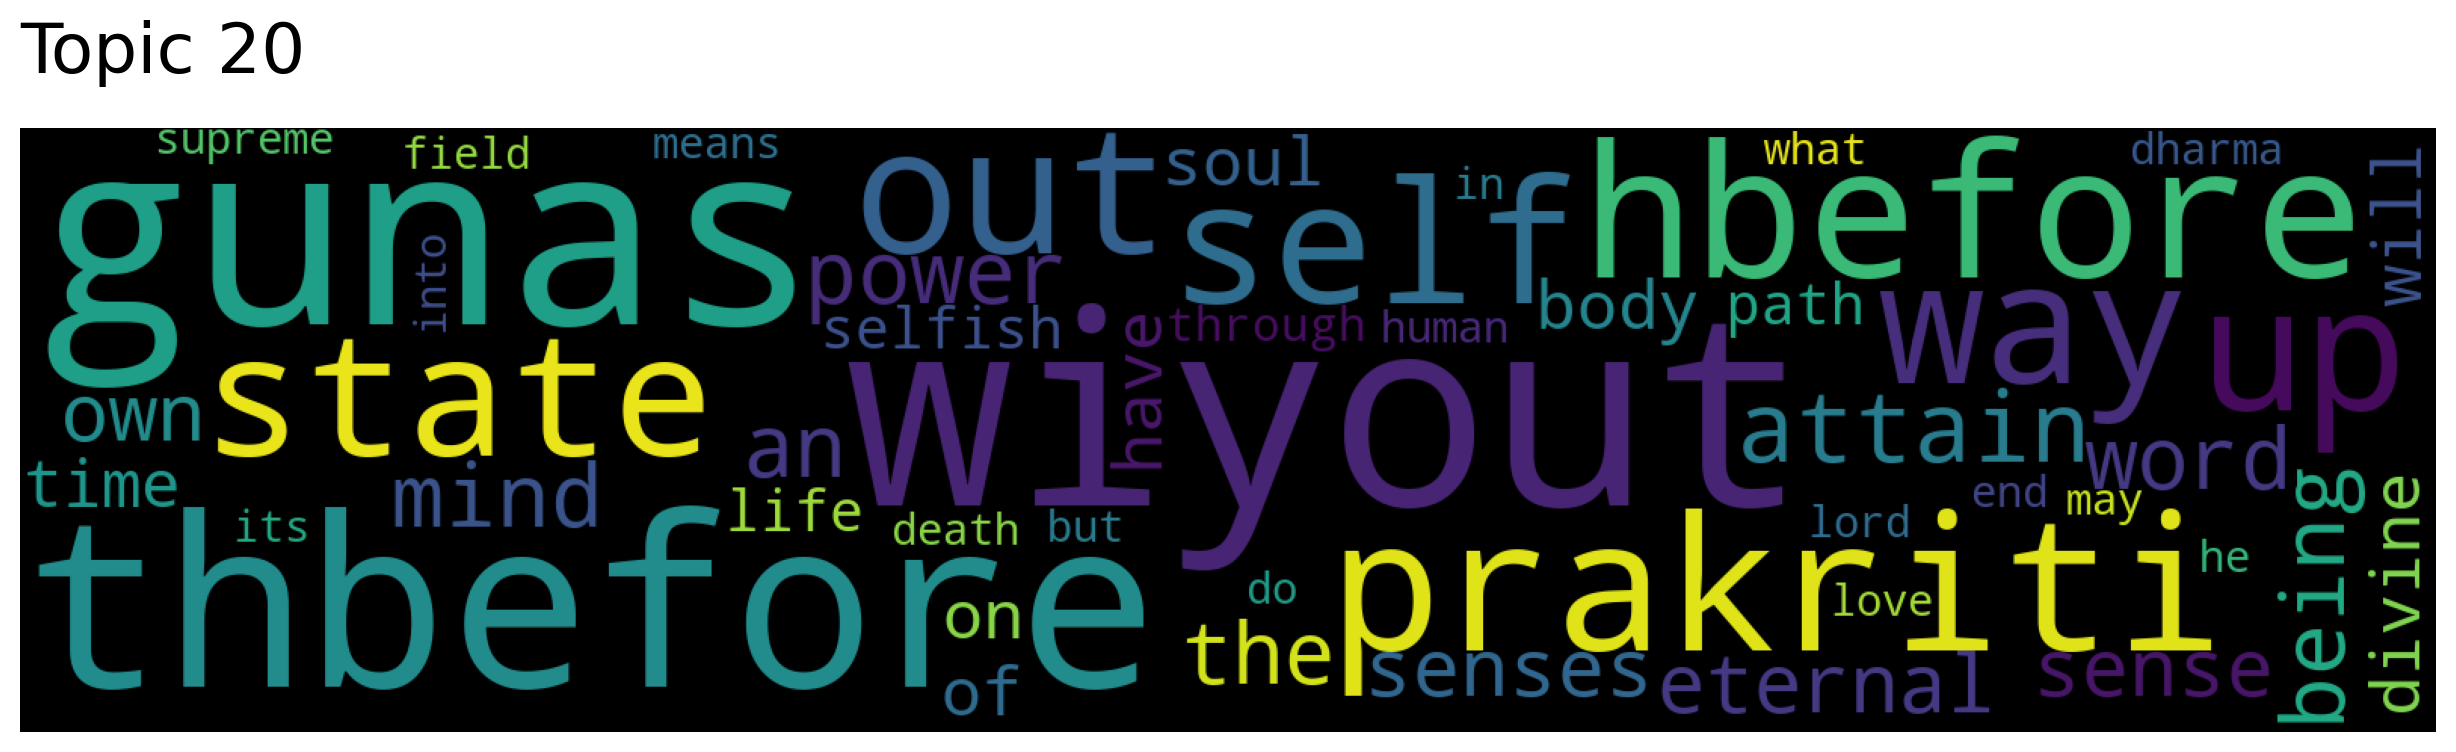 Topic 20
supreme
field
means
out
soul
in
what
dharma
will
gunas
into
self
hbefore
power
selfish
have
through
human
body
path
way
up
state
own
wiyout
an
attain
word
time
mind
life
death
but
end
may
lord
being
divine
its
thbefore
on
of
do
the
prakriti
love
he
senses
eternal
sense